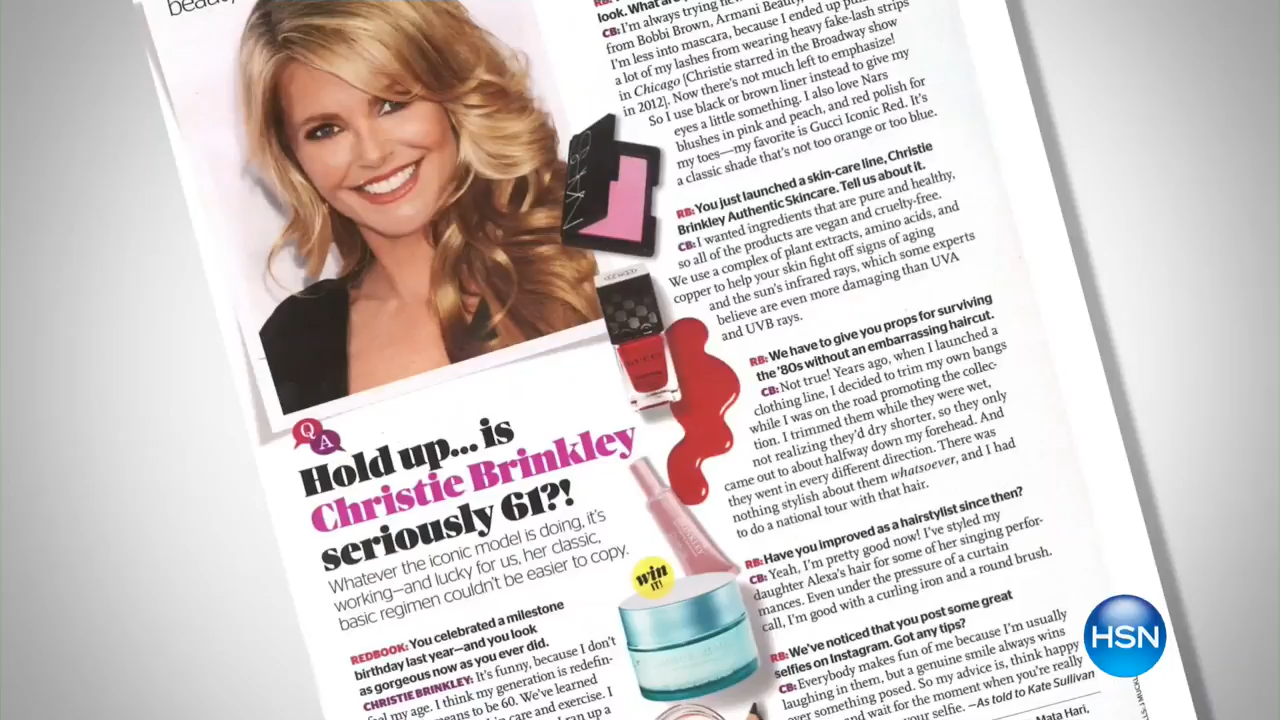 beauty
Q
A
Hold up... is
Christie Brinkley
seriously 61?!
Whatever the iconic model is doing, it's
working—and lucky for us, her classic,
basic regimen couldn't be easier to copy.
REDBOOK: You celebrated a milestone
birthday last year—and you look
as gorgeous now as you ever did.
CHRISTIE BRINKLEY: It's funny, because I don't
my age. I think my generation is redefin-
to be 60. We've learned
care and exercise. I
up a
look. What
CB: I'm always trying
from Bobbi Brown, Armani Beauty,
I'm less into mascara, because I ended up
a lot of my lashes from wearing heavy fake-lash strips
in Chicago [Christie starred in the Broadway show
in 2012]. Now there's not much left to emphasize!
So I use black or brown liner instead to give my
eyes a little something. I also love Nars
blushes in pink and peach, and red polish for
my toes—my favorite is Gucci Iconic Red. It's
a classic shade that's not too orange or too blue.
RB: You just launched a skin-care line, Christie
Brinkley Authentic Skincare. Tell us about it.
CB: I wanted ingredients that are pure and healthy,
so all of the products are vegan and cruelty-free.
We use a complex of plant extracts, amino acids, and
copper to help your skin fight off signs of aging
and the sun's infrared rays, which some experts
believe are even more damaging than UVA
and UVB rays.
RB: We have to give you props for surviving
the '80s without an embarrassing haircut.
CB: Not true! Years ago, when I launched a
clothing line, I decided to trim my own bangs
while I was on the road promoting the collec-
tion. I trimmed them while they were wet,
not realizing they'd dry shorter, so they only
came out to about halfway down my forehead. And
they went in every different direction. There was
nothing stylish about them whatsoever, and I had
to do a national tour with that hair.
RB: Have you improved as a hairstylist since then?
CB: Yeah, I'm pretty good now! I've styled my
daughter Alexa's hair for some of her singing perfor-
mances. Even under the pressure of a curtain
call, I'm good with a curling iron and a round brush.
RB: We've noticed that you post some great
selfies on Instagram. Got any tips?
CB: Everybody makes fun of me because I'm usually
laughing in them, but a genuine smile always wins
over something posed. So my advice is, think happy
and wait for the moment when you're really
your selfie. —As told to Kate Sullivan
Mata Hari,
NARS
GUCCI
win
IT!
HSN